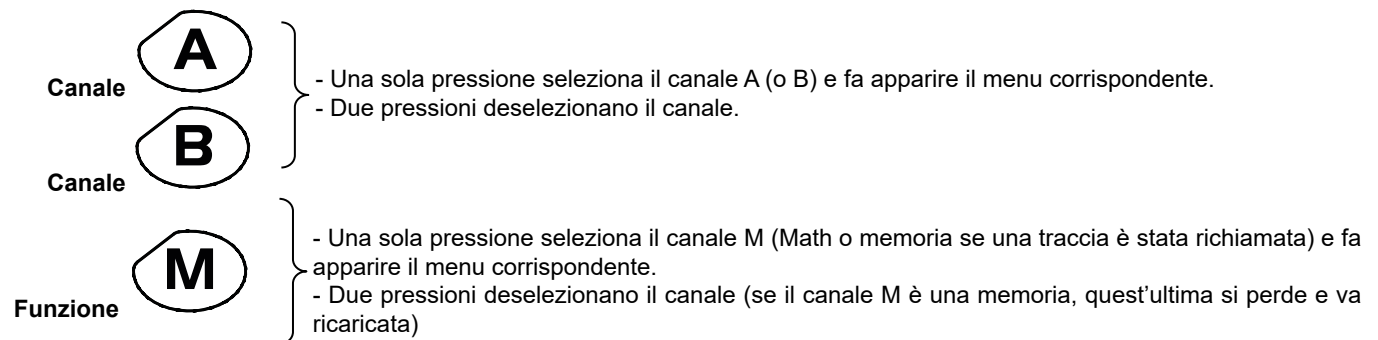 A
Canale
- Una sola pressione seleziona il canale A (o B) e fa apparire il menu corrispondente.
- Due pressioni deselezionano il canale.
B
Canale
M
Funzione
- Una sola pressione seleziona il canale M (Math o memoria se una traccia è stata richiamata) e fa
apparire il menu corrispondente.
- Due pressioni deselezionano il canale (se il canale M è una memoria, quest’ultima si perde e va
ricaricata)